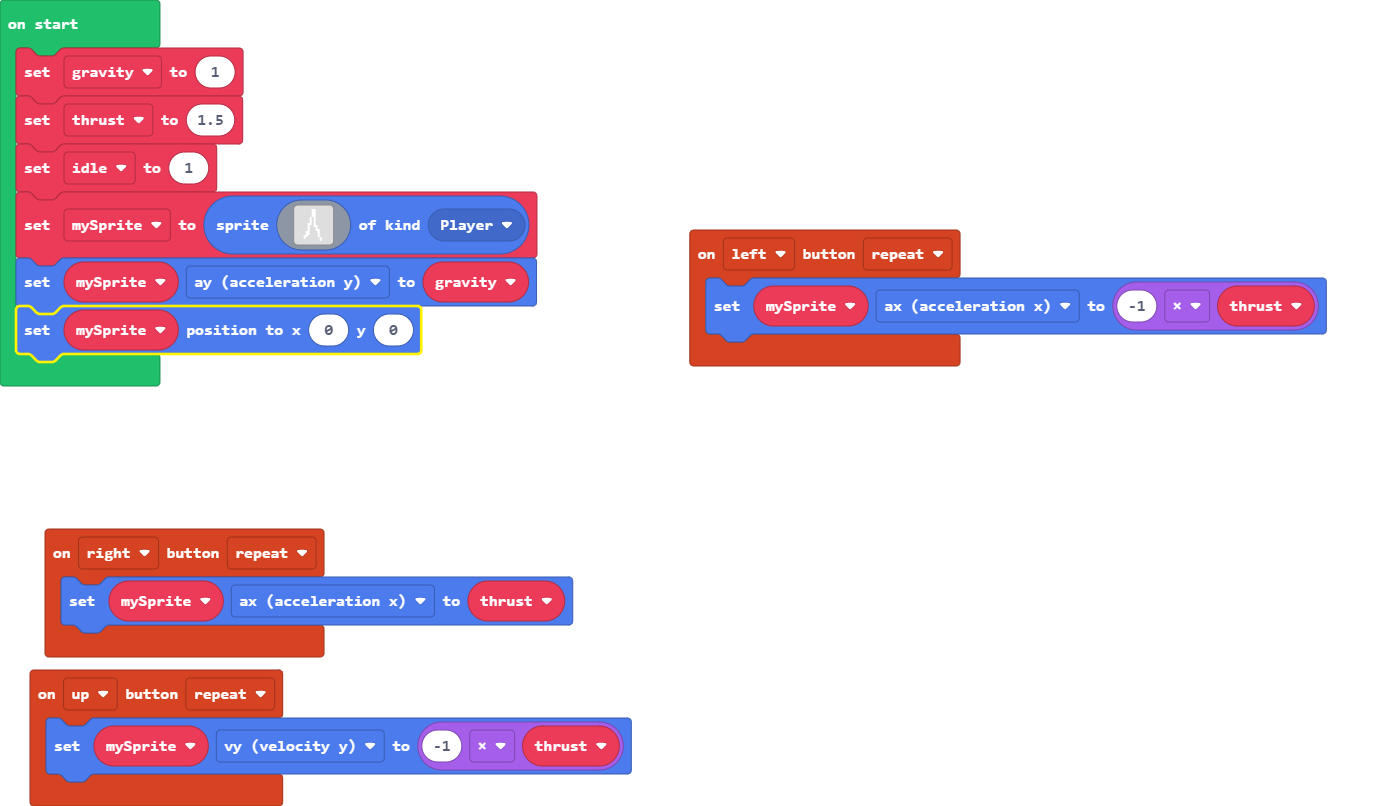 on start
set gravity to 1
set thrust to 1.5
set idle to 1
set mySprite to sprite of kind Player
set mySprite ay (acceleration y) to gravity
set mySprite position to x 0 y 0
on left button repeat
set mySprite ax (acceleration x) to -1 × thrust
on right button repeat
set mySprite ax (acceleration x) to thrust
on up button repeat
set mySprite vy (velocity y) to -1 × thrust